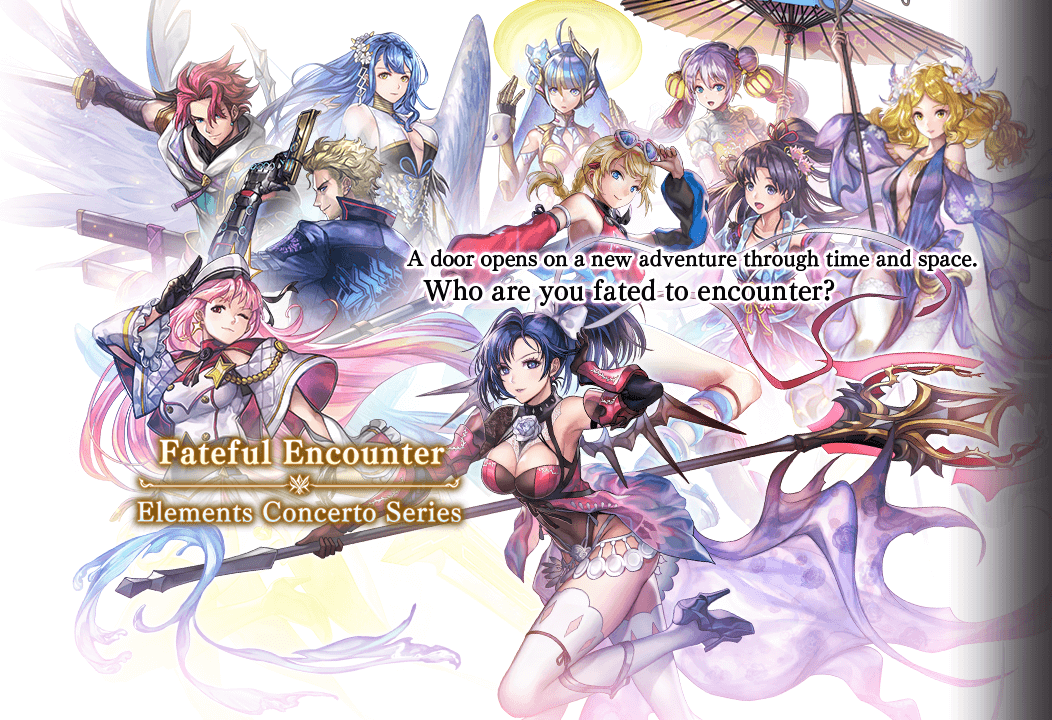 A door opens on a new adventure through time and space.
Who are you fated to encounter?
Fateful Encounter
Elements Concerto Series